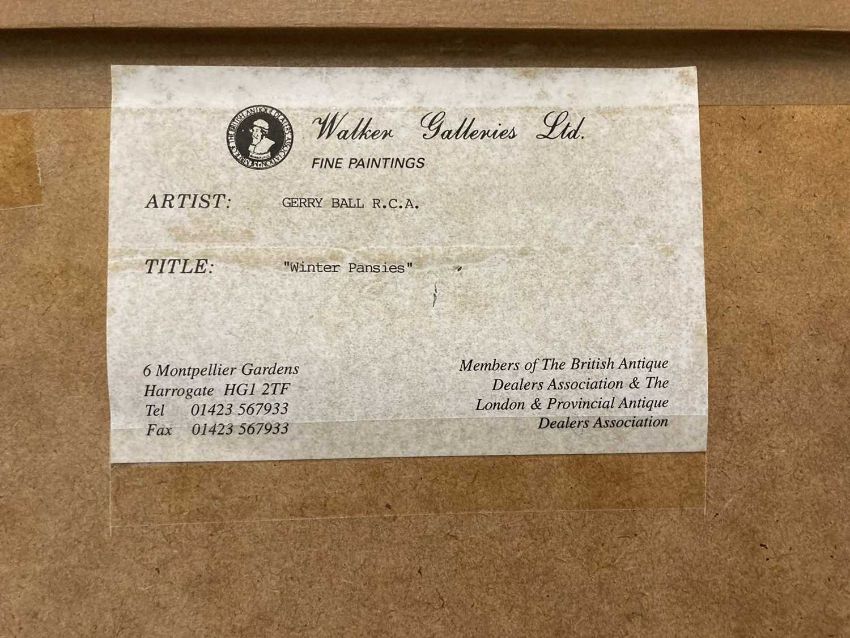 Walker Galleries Ltd.
FINE PAINTINGS
ARTIST: GERRY BALL R.C.A.
TITLE: "Winter Pansies"
6 Montpellier Gardens
Harrogate HG1 2TF
Tel 01423 567933
Fax 01423 567933
Members of The British Antique
Dealers Association & The
London & Provincial Antique
Dealers Association